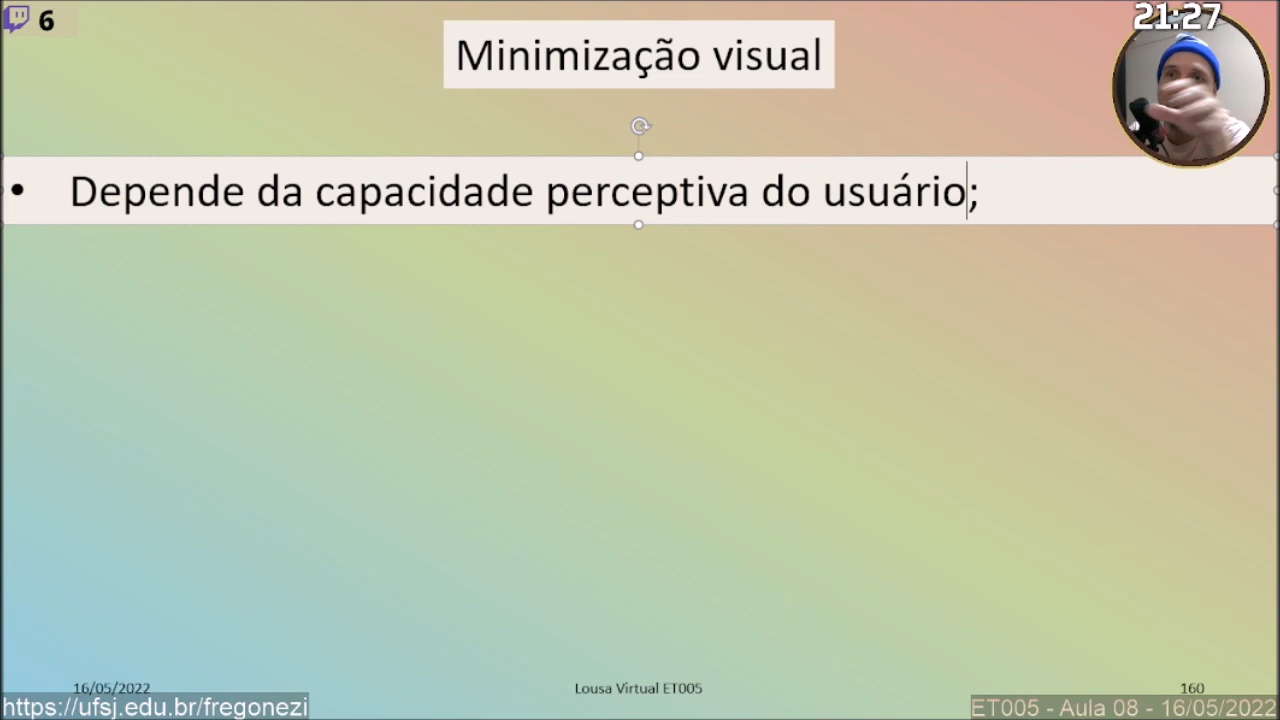 6
21:27
Minimização visual
• Depende da capacidade perceptiva do usuário;
16/05/2022
Lousa Virtual ET005
160
https://ufsj.edu.br/fregonezi
ET005 - Aula 08 - 16/05/2022